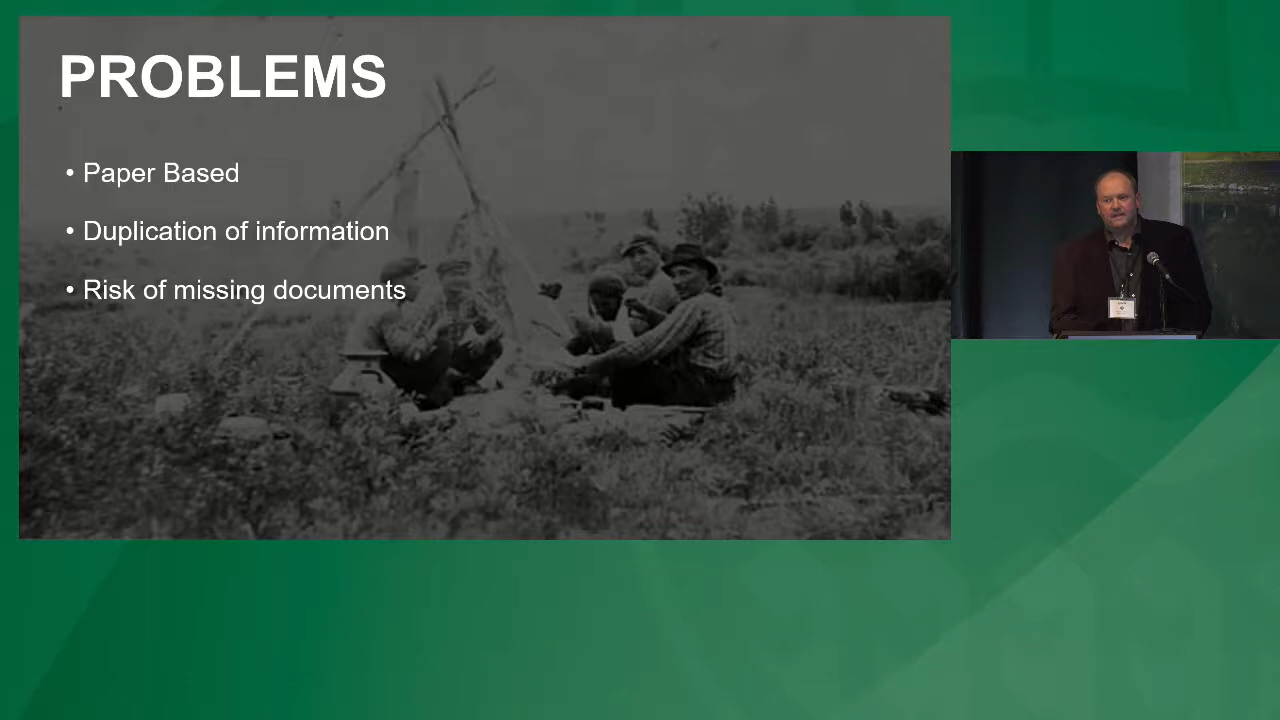 PROBLEMS
• Paper Based
• Duplication of information
• Risk of missing documents